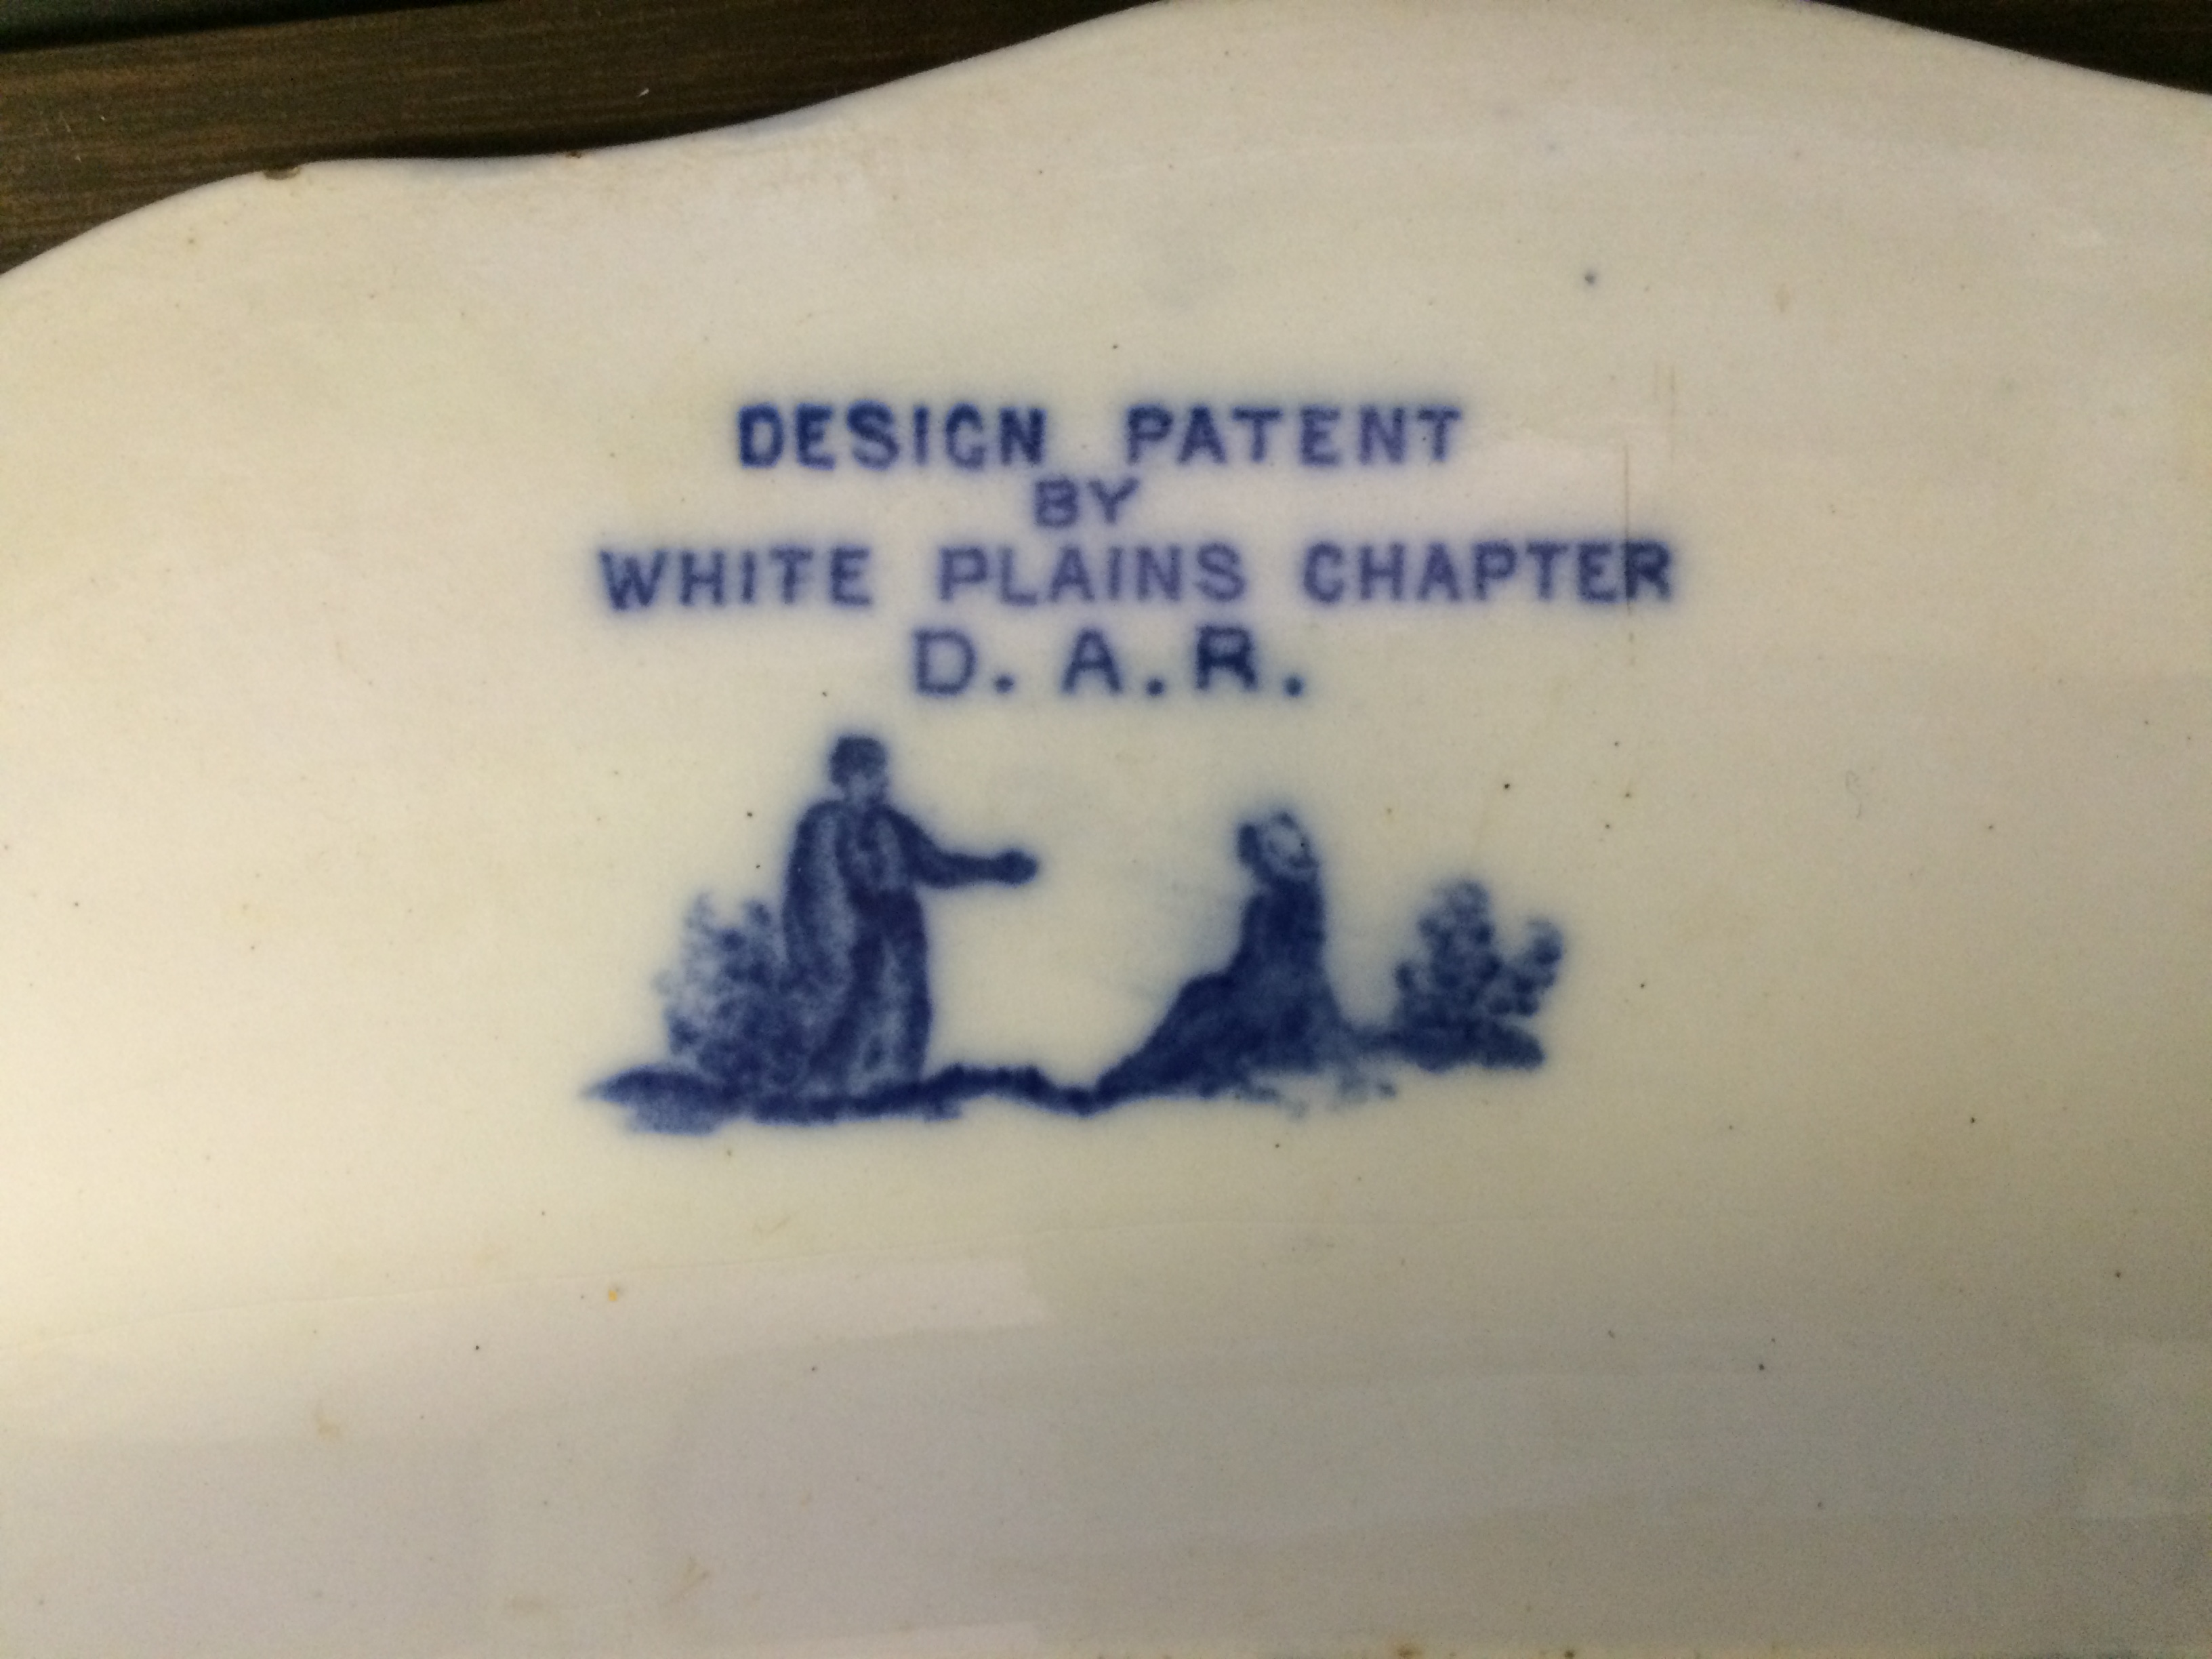 DESIGN PATENT
BY
WHITE PLAINS CHAPTER
D. A. R.